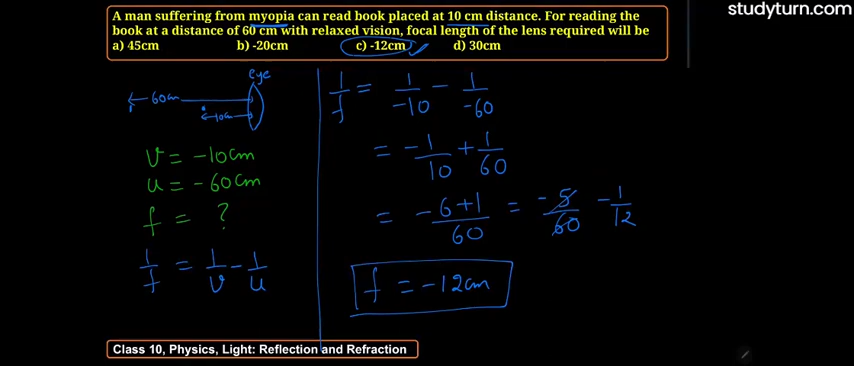 studyturn.com
A man suffering from myopia can read book placed at 10 cm distance. For reading the
book at a distance of 60 cm with relaxed vision, focal length of the lens required will be
a) 45cm b) -20cm c) -12cm ✓ d) 30cm
eye
60cm
10cm
v = -10cm
u = -60cm
f = ?
1/f = 1/v - 1/u
1/f = 1/-10 - 1/-60
= -1/10 + 1/60
= -6+1/60 = -5/60 -1/12
f = -12cm
Class 10, Physics, Light: Reflection and Refraction